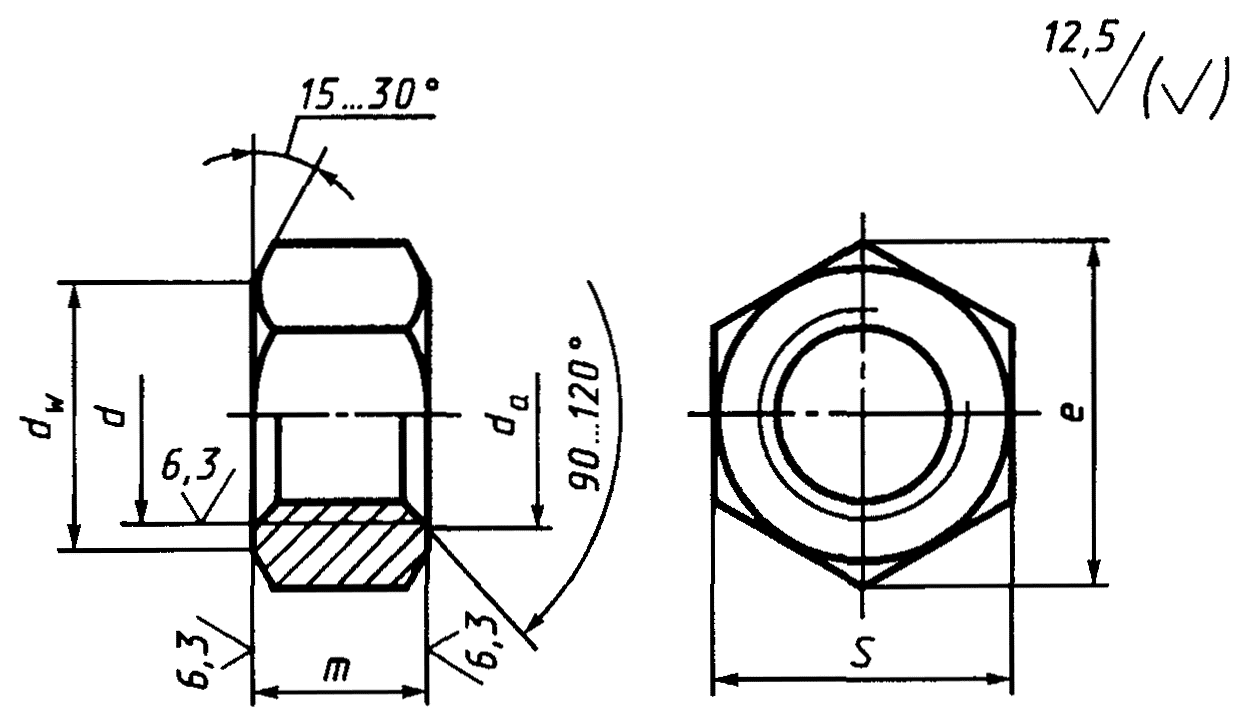 12,5
(
)
15...30°
d_w
d
6,3
d_a
90...120°
e
6,3
m
6,3
s